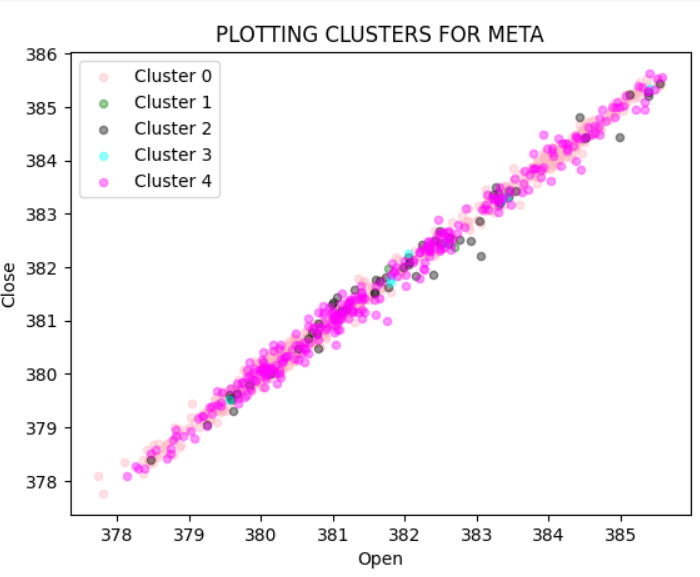 PLOTTING CLUSTERS FOR META
386
385
384
383
382
381
380
379
378
Cluster 0
Cluster 1
Cluster 2
Cluster 3
Cluster 4
Close
378 379 380 381 382 383 384 385
Open